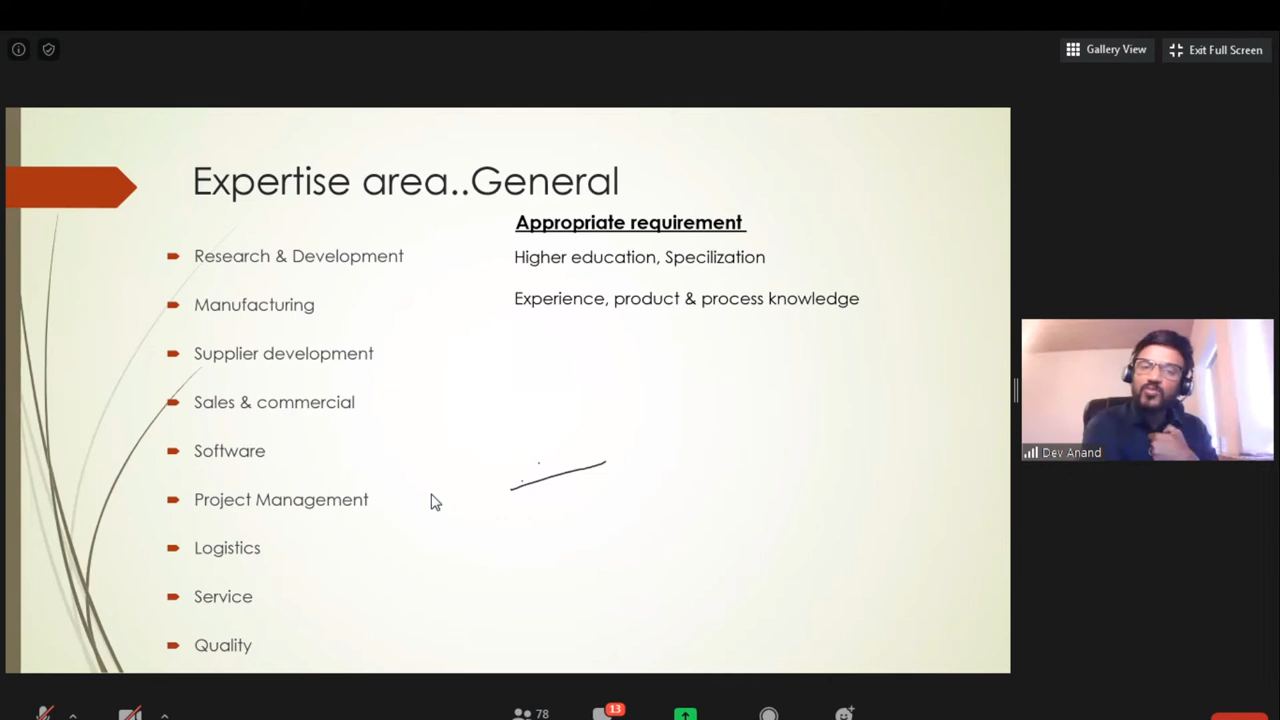 Gallery View
Exit Full Screen
Expertise area..General
Appropriate requirement
Research & Development
Higher education, Specilization
Manufacturing
Experience, product & process knowledge
Supplier development
Sales & commercial
Software
Project Management
Logistics
Service
Quality
Dev Anand
78
13